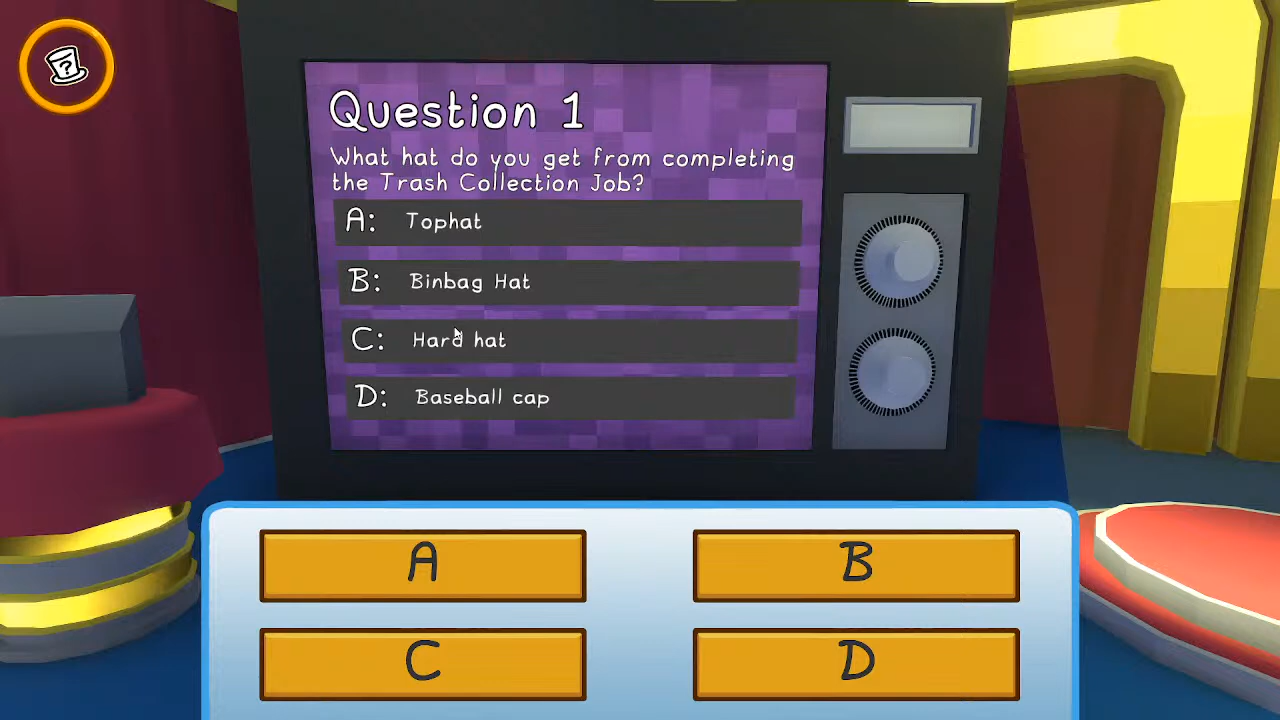 ?
Question 1
What hat do you get from completing
the Trash Collection Job?
A: Tophat
B: Binbag Hat
C: Hard hat
D: Baseball cap
A
B
C
D